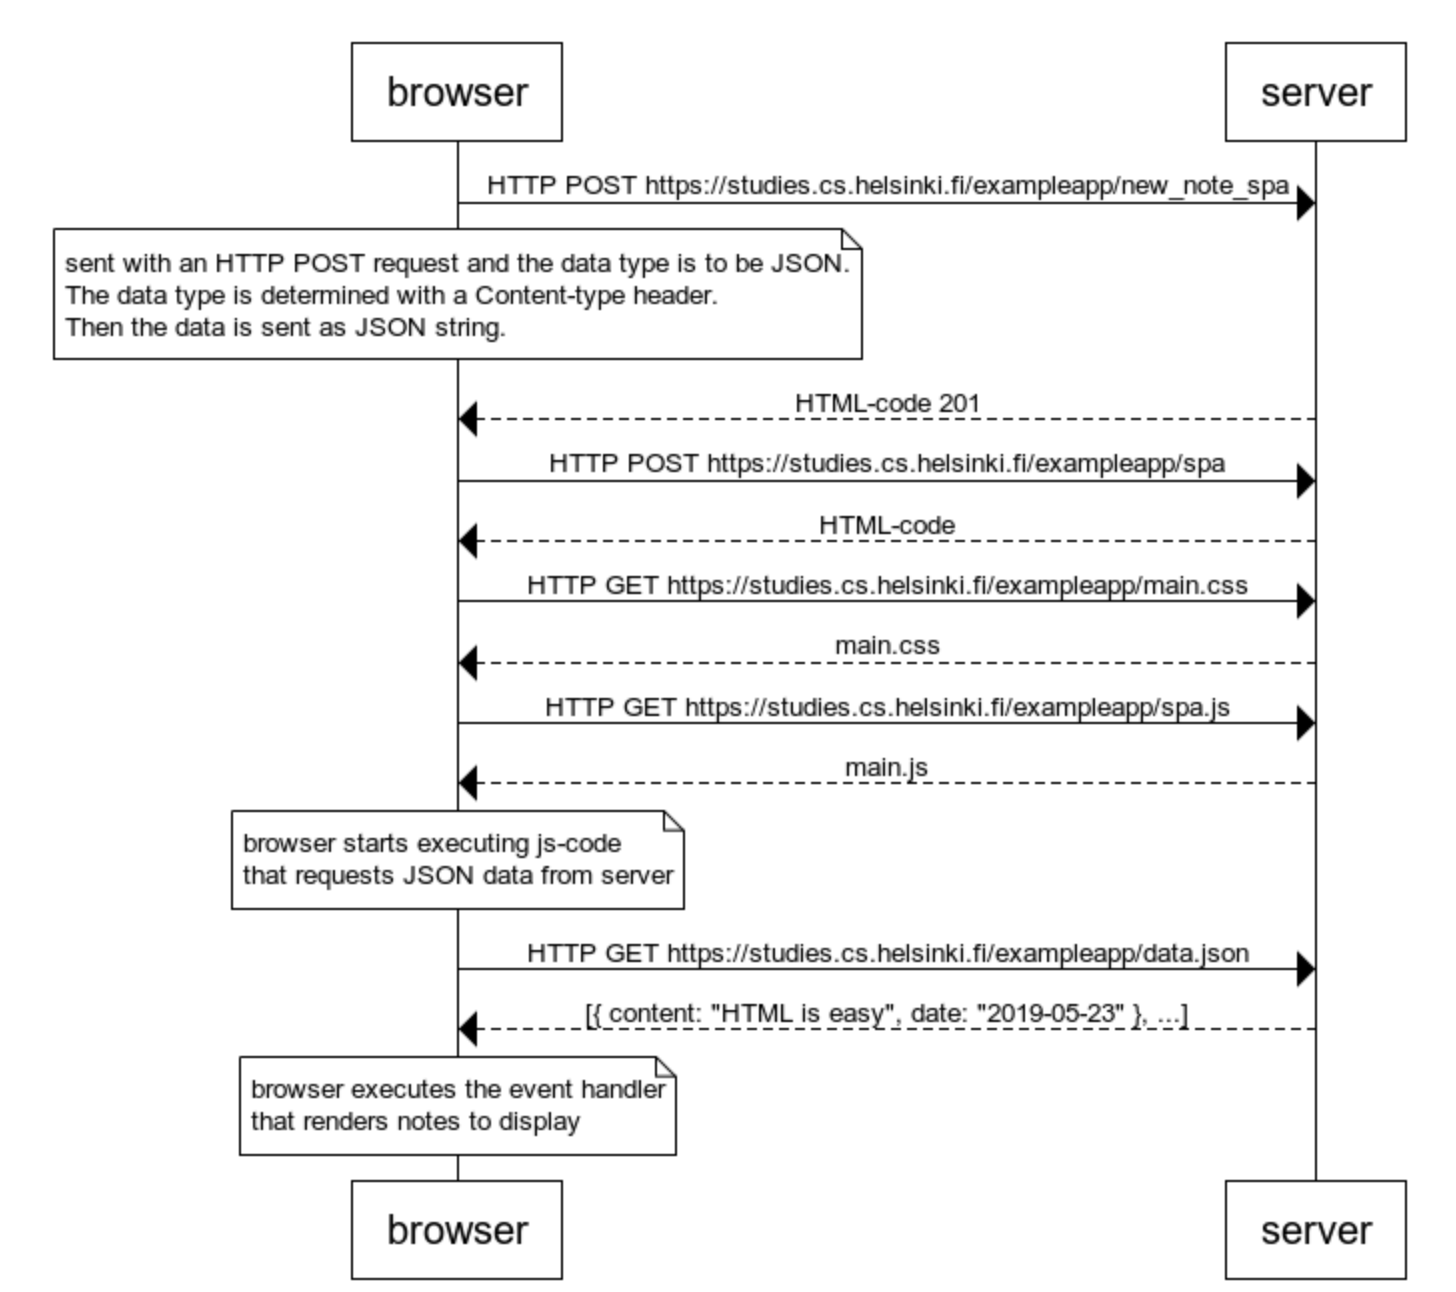 browser
server
HTTP POST https://studies.cs.helsinki.fi/exampleapp/new_note_spa
sent with an HTTP POST request and the data type is to be JSON.
The data type is determined with a Content-type header.
Then the data is sent as JSON string.
HTML-code 201
HTTP POST https://studies.cs.helsinki.fi/exampleapp/spa
HTML-code
HTTP GET https://studies.cs.helsinki.fi/exampleapp/main.css
main.css
HTTP GET https://studies.cs.helsinki.fi/exampleapp/spa.js
main.js
browser starts executing js-code
that requests JSON data from server
HTTP GET https://studies.cs.helsinki.fi/exampleapp/data.json
[{ content: "HTML is easy", date: "2019-05-23" }, ...]
browser executes the event handler
that renders notes to display
browser
server